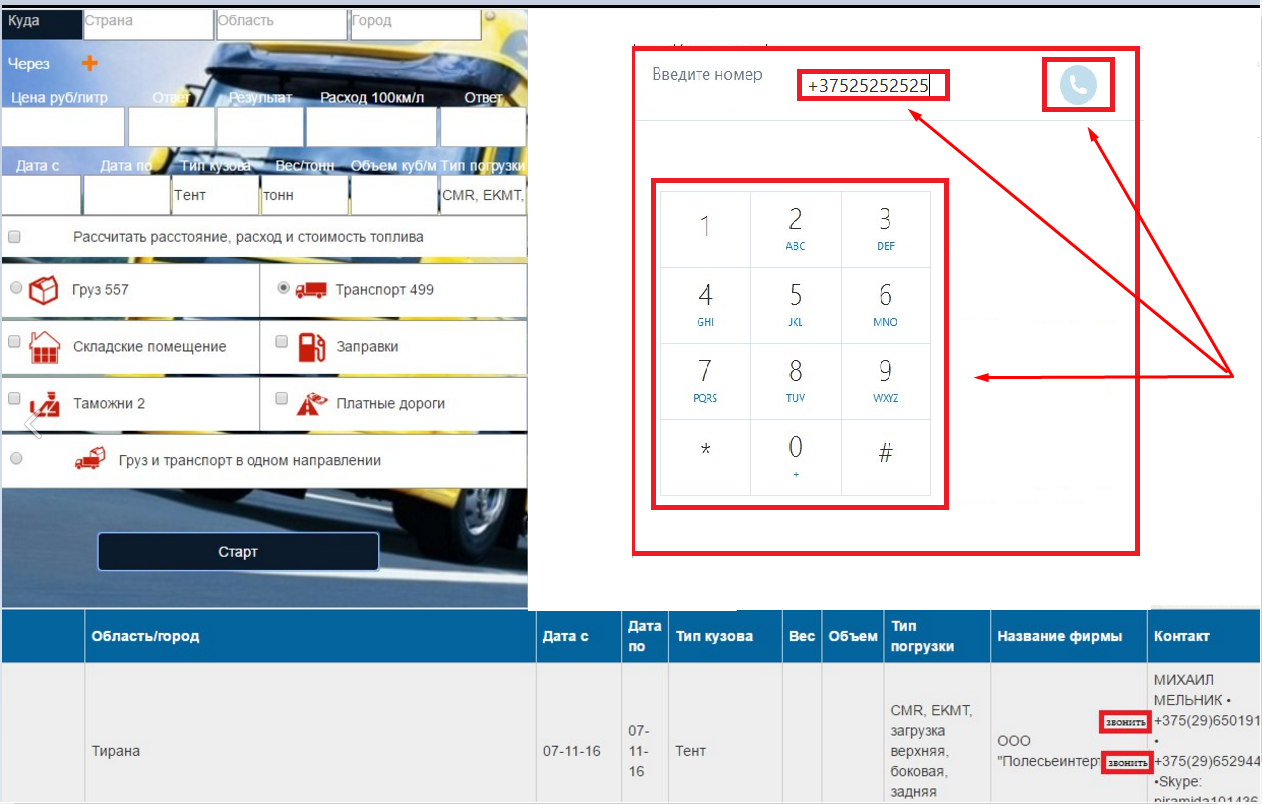 Куда Страна Область Город
Через
Цена руб/литр Ответ Результат Расход 100км/л Ответ
Дата с Дата по Тип кузова Вес/тонн Объем куб/м Тип погрузки
Тент тонн CMR, EKMT,
Рассчитать расстояние, расход и стоимость топлива
Груз 557 Транспорт 499
Складские помещение Заправки
Таможни 2 Платные дороги
Груз и транспорт в одном направлении
Старт
Введите номер +37525252525
1 2 3
ABC DEF
4 5 6
GHI JKL MNO
7 8 9
PQRS TUV WXYZ
* 0 #
+
Область/город Дата с Дата по Тип кузова Вес Объем Тип погрузки Название фирмы Контакт
Тирана
07-11-16
07-
11-
16
Тент
CMR, EKMT,
загрузка
верхняя,
боковая,
задняя
ООО
"Полесьеинтерт
звонить
звонить
МИХАИЛ
МЕЛЬНИК •
+375(29)650191
•
+375(29)652944
•Skype:
piramida101436